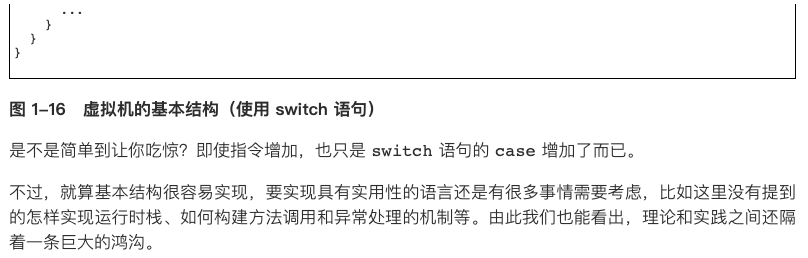 ...
}
}
}
图 1–16　虚拟机的基本结构（使用 switch 语句）
是不是简单到让你吃惊？即使指令增加，也只是 switch 语句的 case 增加了而已。
不过，就算基本结构很容易实现，要实现具有实用性的语言还是有很多事情需要考虑，比如这里没有提到
的怎样实现运行时栈、如何构建方法调用和异常处理的机制等。由此我们也能看出，理论和实践之间还隔
着一条巨大的鸿沟。